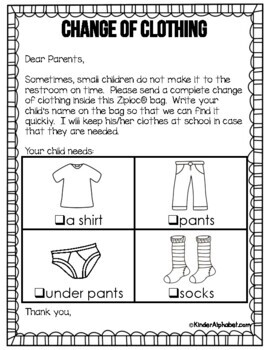 CHANGE OF CLOTHING
Dear Parents,
Sometimes, small children do not make it to the
restroom on time. Please send a complete change
of clothing inside this Ziploc® bag. Write your
child's name on the bag so that we can find it
quickly. I will keep his/her clothes at school in case
that they are needed.
Your child needs:
❑a shirt
❑pants
❑under pants
❑socks
Thank you,
©KinderAlphabet.com